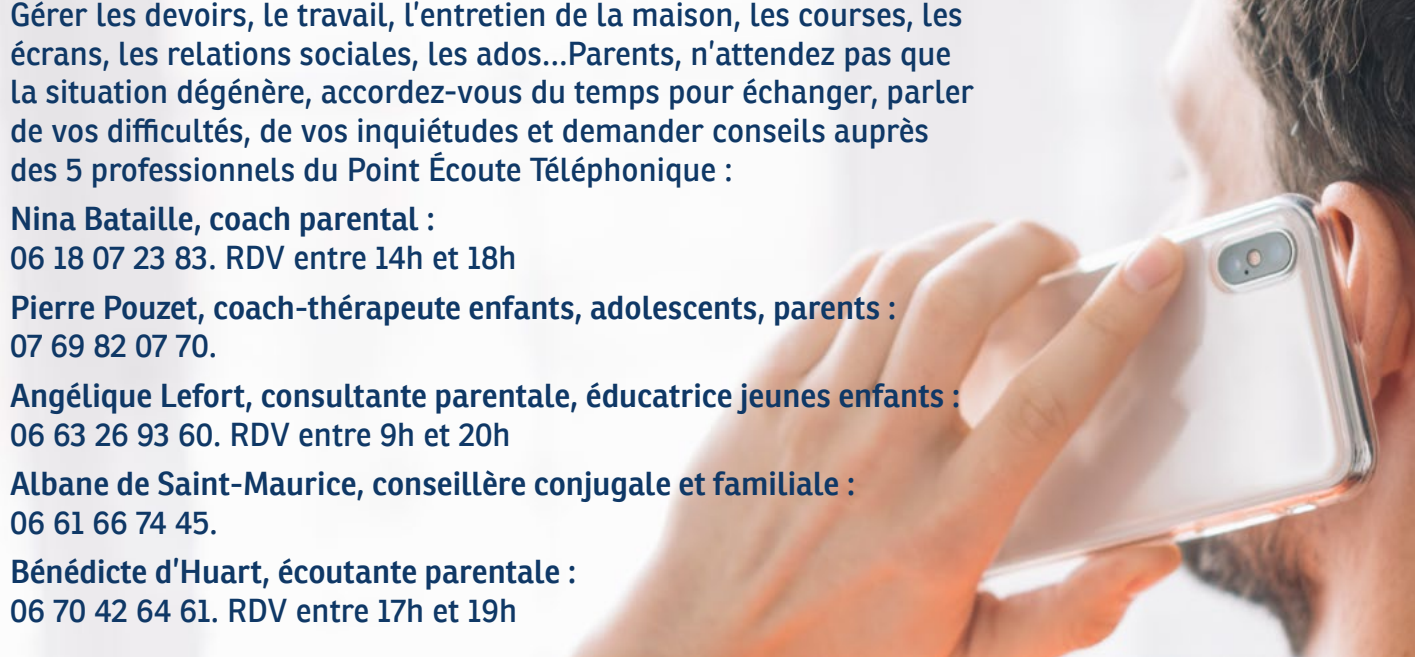 Gérer les devoirs, le travail, l'entretien de la maison, les courses, les
écrans, les relations sociales, les ados...Parents, n'attendez pas que
la situation dégénère, accordez-vous du temps pour échanger, parler
de vos difficultés, de vos inquiétudes et demander conseils auprès
des 5 professionnels du Point Écoute Téléphonique :
Nina Bataille, coach parental :
06 18 07 23 83. RDV entre 14h et 18h
Pierre Pouzet, coach-thérapeute enfants, adolescents, parents :
07 69 82 07 70.
Angélique Lefort, consultante parentale, éducatrice jeunes enfants :
06 63 26 93 60. RDV entre 9h et 20h
Albane de Saint-Maurice, conseillère conjugale et familiale :
06 61 66 74 45.
Bénédicte d'Huart, écoutante parentale :
06 70 42 64 61. RDV entre 17h et 19h